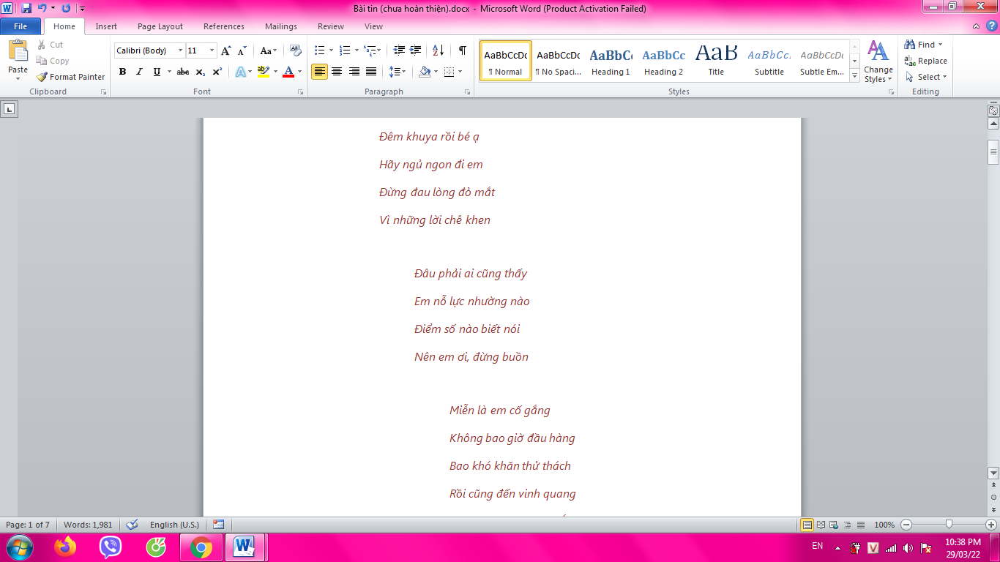 Bài tin (chưa hoàn thiện).docx - Microsoft Word (Product Activation Failed)
File Home Insert Page Layout References Mailings Review View
Paste
Cut
Copy
Format Painter
Clipboard
Calibri (Body) 11
Font
Paragraph
AaBbCcDc AaBbCcDc AaBbCc AaBbCc AaB AaBbCc. AaBbCcDc
¶ Normal ¶ No Spaci... Heading 1 Heading 2 Title Subtitle Subtle Em...
Change Styles
Styles
Find
Replace
Select
Editing
Đêm khuya rồi bé ạ
Hãy ngủ ngon đi em
Đừng đau lòng đỏ mắt
Vì những lời chê khen
Đâu phải ai cũng thấy
Em nỗ lực nhường nào
Điểm số nào biết nói
Nên em ơi, đừng buồn
Miễn là em cố gắng
Không bao giờ đầu hàng
Bao khó khăn thử thách
Rồi cũng đến vinh quang
Page: 1 of 7 Words: 1,981 English (U.S.) 100%
EN 10:38 PM
29/03/22